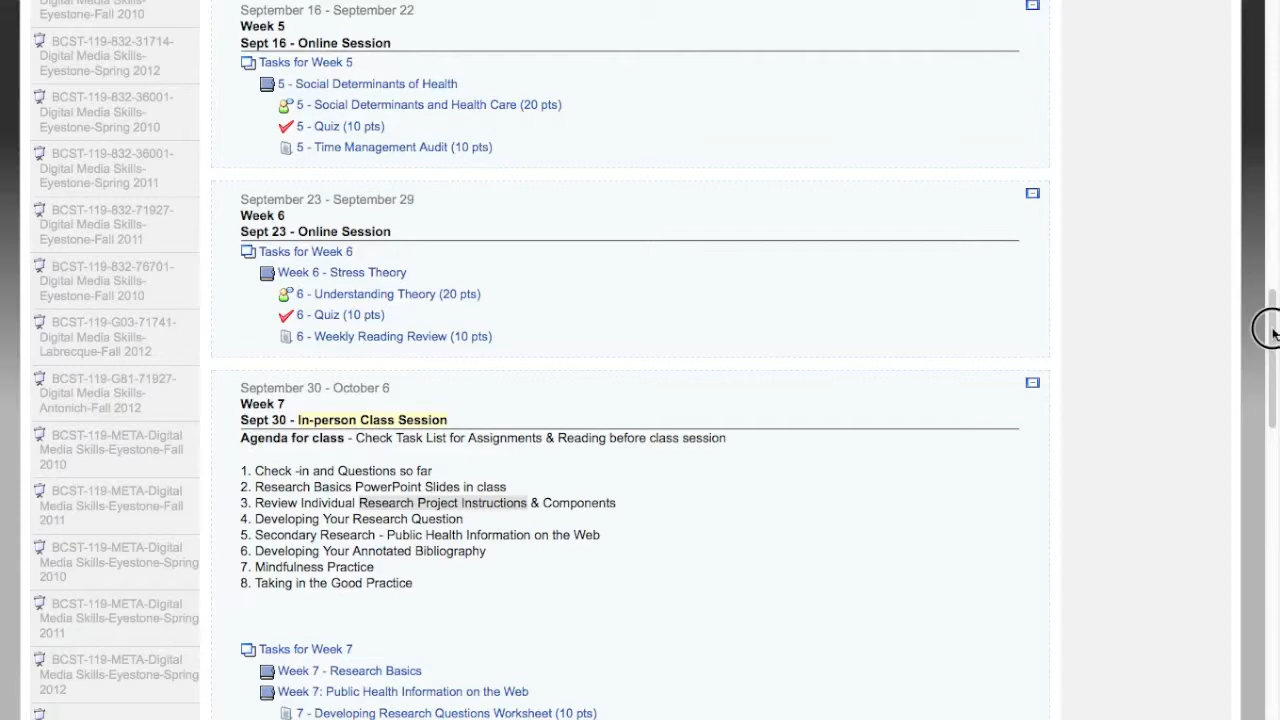 Digital Media Skills-
Eyestone-Fall 2010
BCST-119-832-31714-
Digital Media Skills-
Eyestone-Spring 2012
BCST-119-832-36001-
Digital Media Skills-
Eyestone-Spring 2010
BCST-119-832-36001-
Digital Media Skills-
Eyestone-Spring 2011
BCST-119-832-71927-
Digital Media Skills-
Eyestone-Fall 2011
BCST-119-832-76701-
Digital Media Skills-
Eyestone-Fall 2010
BCST-119-G03-71741-
Digital Media Skills-
Labrecque-Fall 2012
BCST-119-G81-71927-
Digital Media Skills-
Antonich-Fall 2012
BCST-119-META-Digital
Media Skills-Eyestone-Fall
2010
BCST-119-META-Digital
Media Skills-Eyestone-Fall
2011
BCST-119-META-Digital
Media Skills-Eyestone-Spring
2010
BCST-119-META-Digital
Media Skills-Eyestone-Spring
2011
BCST-119-META-Digital
Media Skills-Eyestone-Spring
2012
September 16 - September 22
Week 5
Sept 16 - Online Session
Tasks for Week 5
5 - Social Determinants of Health
5 - Social Determinants and Health Care (20 pts)
5 - Quiz (10 pts)
5 - Time Management Audit (10 pts)
September 23 - September 29
Week 6
Sept 23 - Online Session
Tasks for Week 6
Week 6 - Stress Theory
6 - Understanding Theory (20 pts)
6 - Quiz (10 pts)
6 - Weekly Reading Review (10 pts)
September 30 - October 6
Week 7
Sept 30 - In-person Class Session
Agenda for class - Check Task List for Assignments & Reading before class session
1. Check -in and Questions so far
2. Research Basics PowerPoint Slides in class
3. Review Individual Research Project Instructions & Components
4. Developing Your Research Question
5. Secondary Research - Public Health Information on the Web
6. Developing Your Annotated Bibliography
7. Mindfulness Practice
8. Taking in the Good Practice
Tasks for Week 7
Week 7 - Research Basics
Week 7: Public Health Information on the Web
7 - Developing Research Questions Worksheet (10 pts)